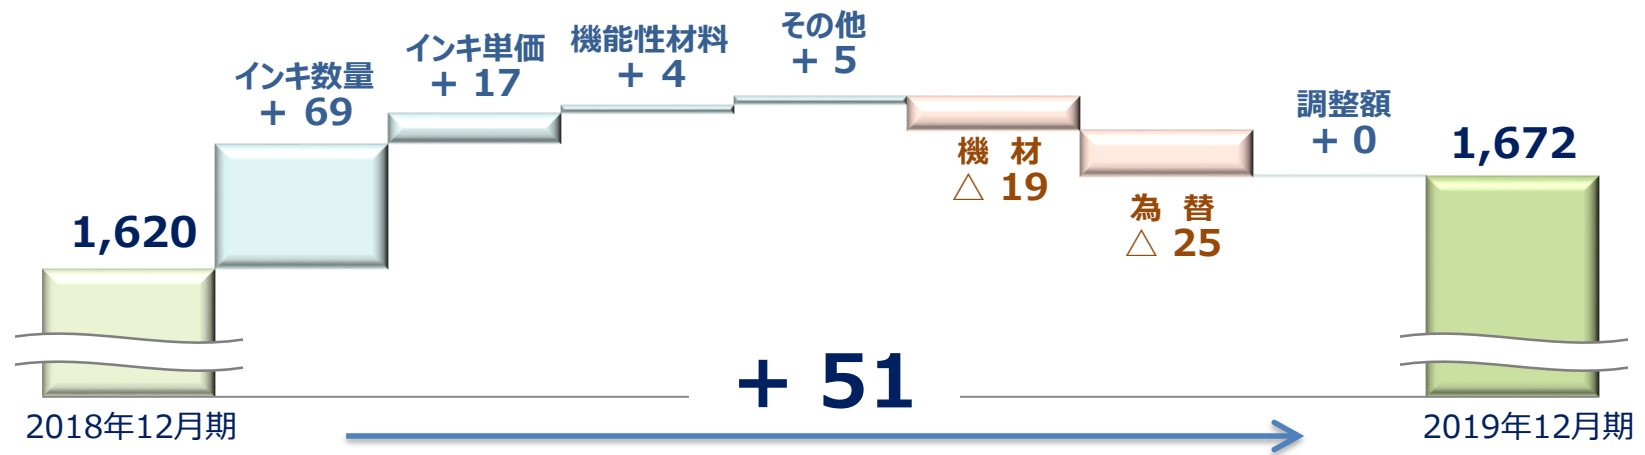 1,620
インキ数量
+ 69
インキ単価
+ 17
機能性材料
+ 4
その他
+ 5
機 材
△ 19
為 替
△ 25
調整額
+ 0
1,672
+ 51
2018年12月期
2019年12月期